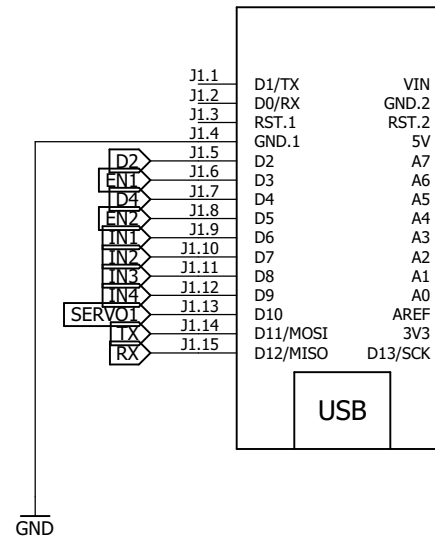 J1.1 D1/TX VIN
J1.2 D0/RX GND.2
J1.3 RST.1 RST.2
J1.4 GND.1 5V
D2 J1.5 D2 A7
EN1 J1.6 D3 A6
D4 J1.7 D4 A5
EN2 J1.8 D5 A4
IN1 J1.9 D6 A3
IN2 J1.10 D7 A2
IN3 J1.11 D8 A1
IN4 J1.12 D9 A0
SERVO1 J1.13 D10 AREF
TX J1.14 D11/MOSI 3V3
RX J1.15 D12/MISO D13/SCK
USB
GND